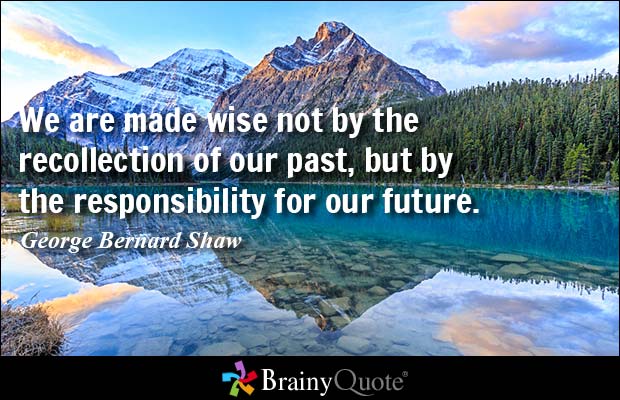 We are made wise not by the
recollection of our past, but by
the responsibility for our future.
George Bernard Shaw
BrainyQuote®